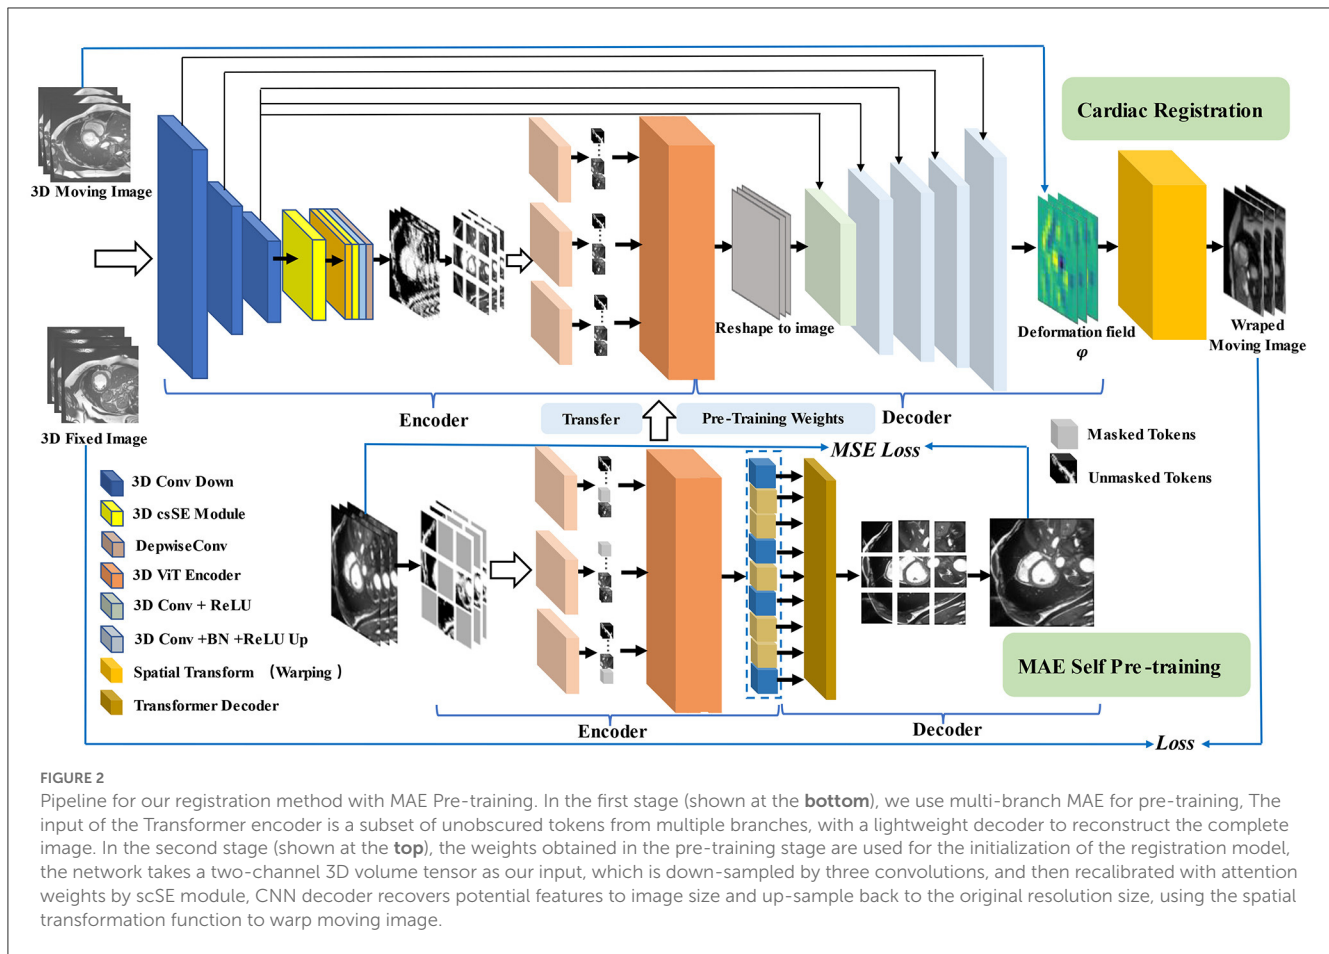 Cardiac Registration
3D Moving Image
Reshape to image
Deformation field
φ
Wraped
Moving Image
3D Fixed Image
Encoder
Decoder
Transfer
Pre-Training Weights
MSE Loss
Masked Tokens
Unmasked Tokens
3D Conv Down
3D csSE Module
DepwiseConv
3D ViT Encoder
3D Conv + ReLU
3D Conv +BN +ReLU Up
Spatial Transform （Warping ）
Transformer Decoder
MAE Self Pre-training
Encoder
Decoder
Loss
FIGURE 2
Pipeline for our registration method with MAE Pre-training. In the first stage (shown at the bottom), we use multi-branch MAE for pre-training, The
input of the Transformer encoder is a subset of unobscured tokens from multiple branches, with a lightweight decoder to reconstruct the complete
image. In the second stage (shown at the top), the weights obtained in the pre-training stage are used for the initialization of the registration model,
the network takes a two-channel 3D volume tensor as our input, which is down-sampled by three convolutions, and then recalibrated with attention
weights by scSE module, CNN decoder recovers potential features to image size and up-sample back to the original resolution size, using the spatial
transformation function to warp moving image.